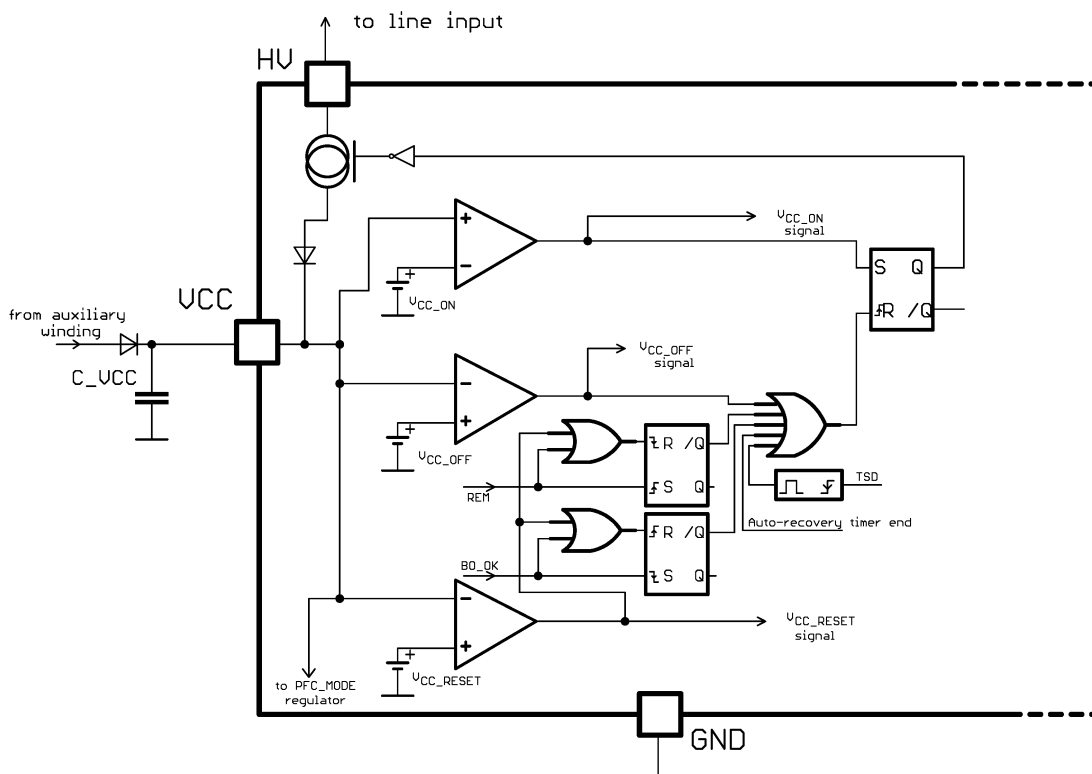 to line input
HV
VCC_ON
signal
+
-
+
VCC_ON
S Q
R /Q
VCC
from auxiliary
winding
C_VCC
VCC_OFF
signal
-
+
+
VCC_OFF
R /Q
S Q
REM
TSD
Auto-recovery timer end
R /Q
S Q
BO_OK
-
+
+
VCC_RESET
VCC_RESET
signal
to PFC_MODE
regulator
GND